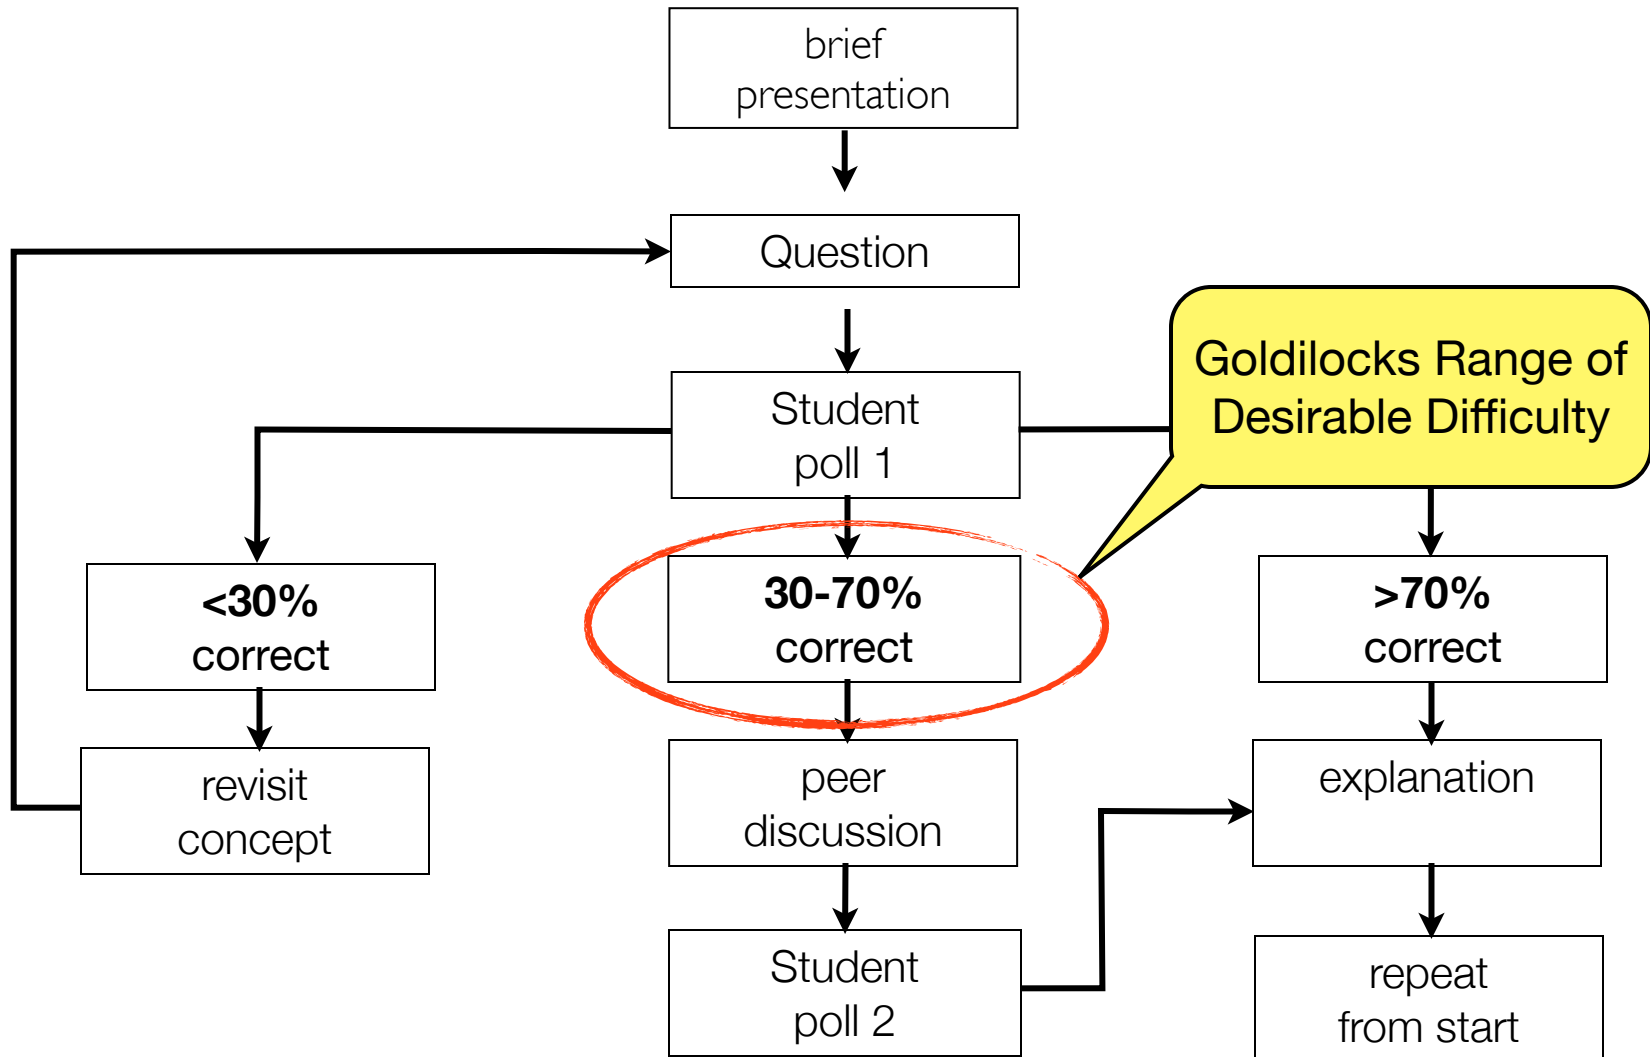 brief
presentation
Question
Goldilocks Range of
Desirable Difficulty
Student
poll 1
<30%
correct
30-70%
correct
>70%
correct
revisit
concept
peer
discussion
explanation
Student
poll 2
repeat
from start